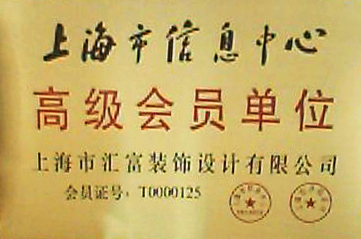 上海市信息中心
高级会员单位
上海市汇富装饰设计有限公司
会员证号：T0000125